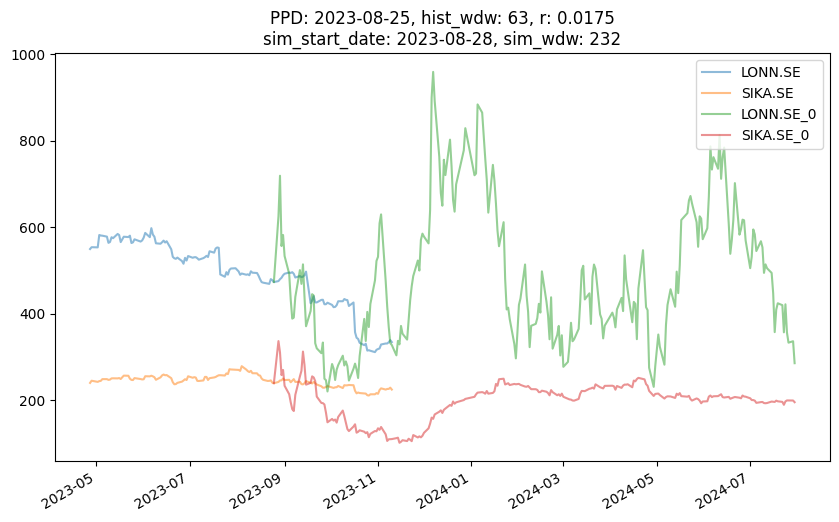 PPD: 2023-08-25, hist_wdw: 63, r: 0.0175
sim_start_date: 2023-08-28, sim_wdw: 232
1000
800
600
400
200
LONN.SE
SIKA.SE
LONN.SE_0
SIKA.SE_0
2023-05
2023-07
2023-09
2023-11
2024-01
2024-03
2024-05
2024-07